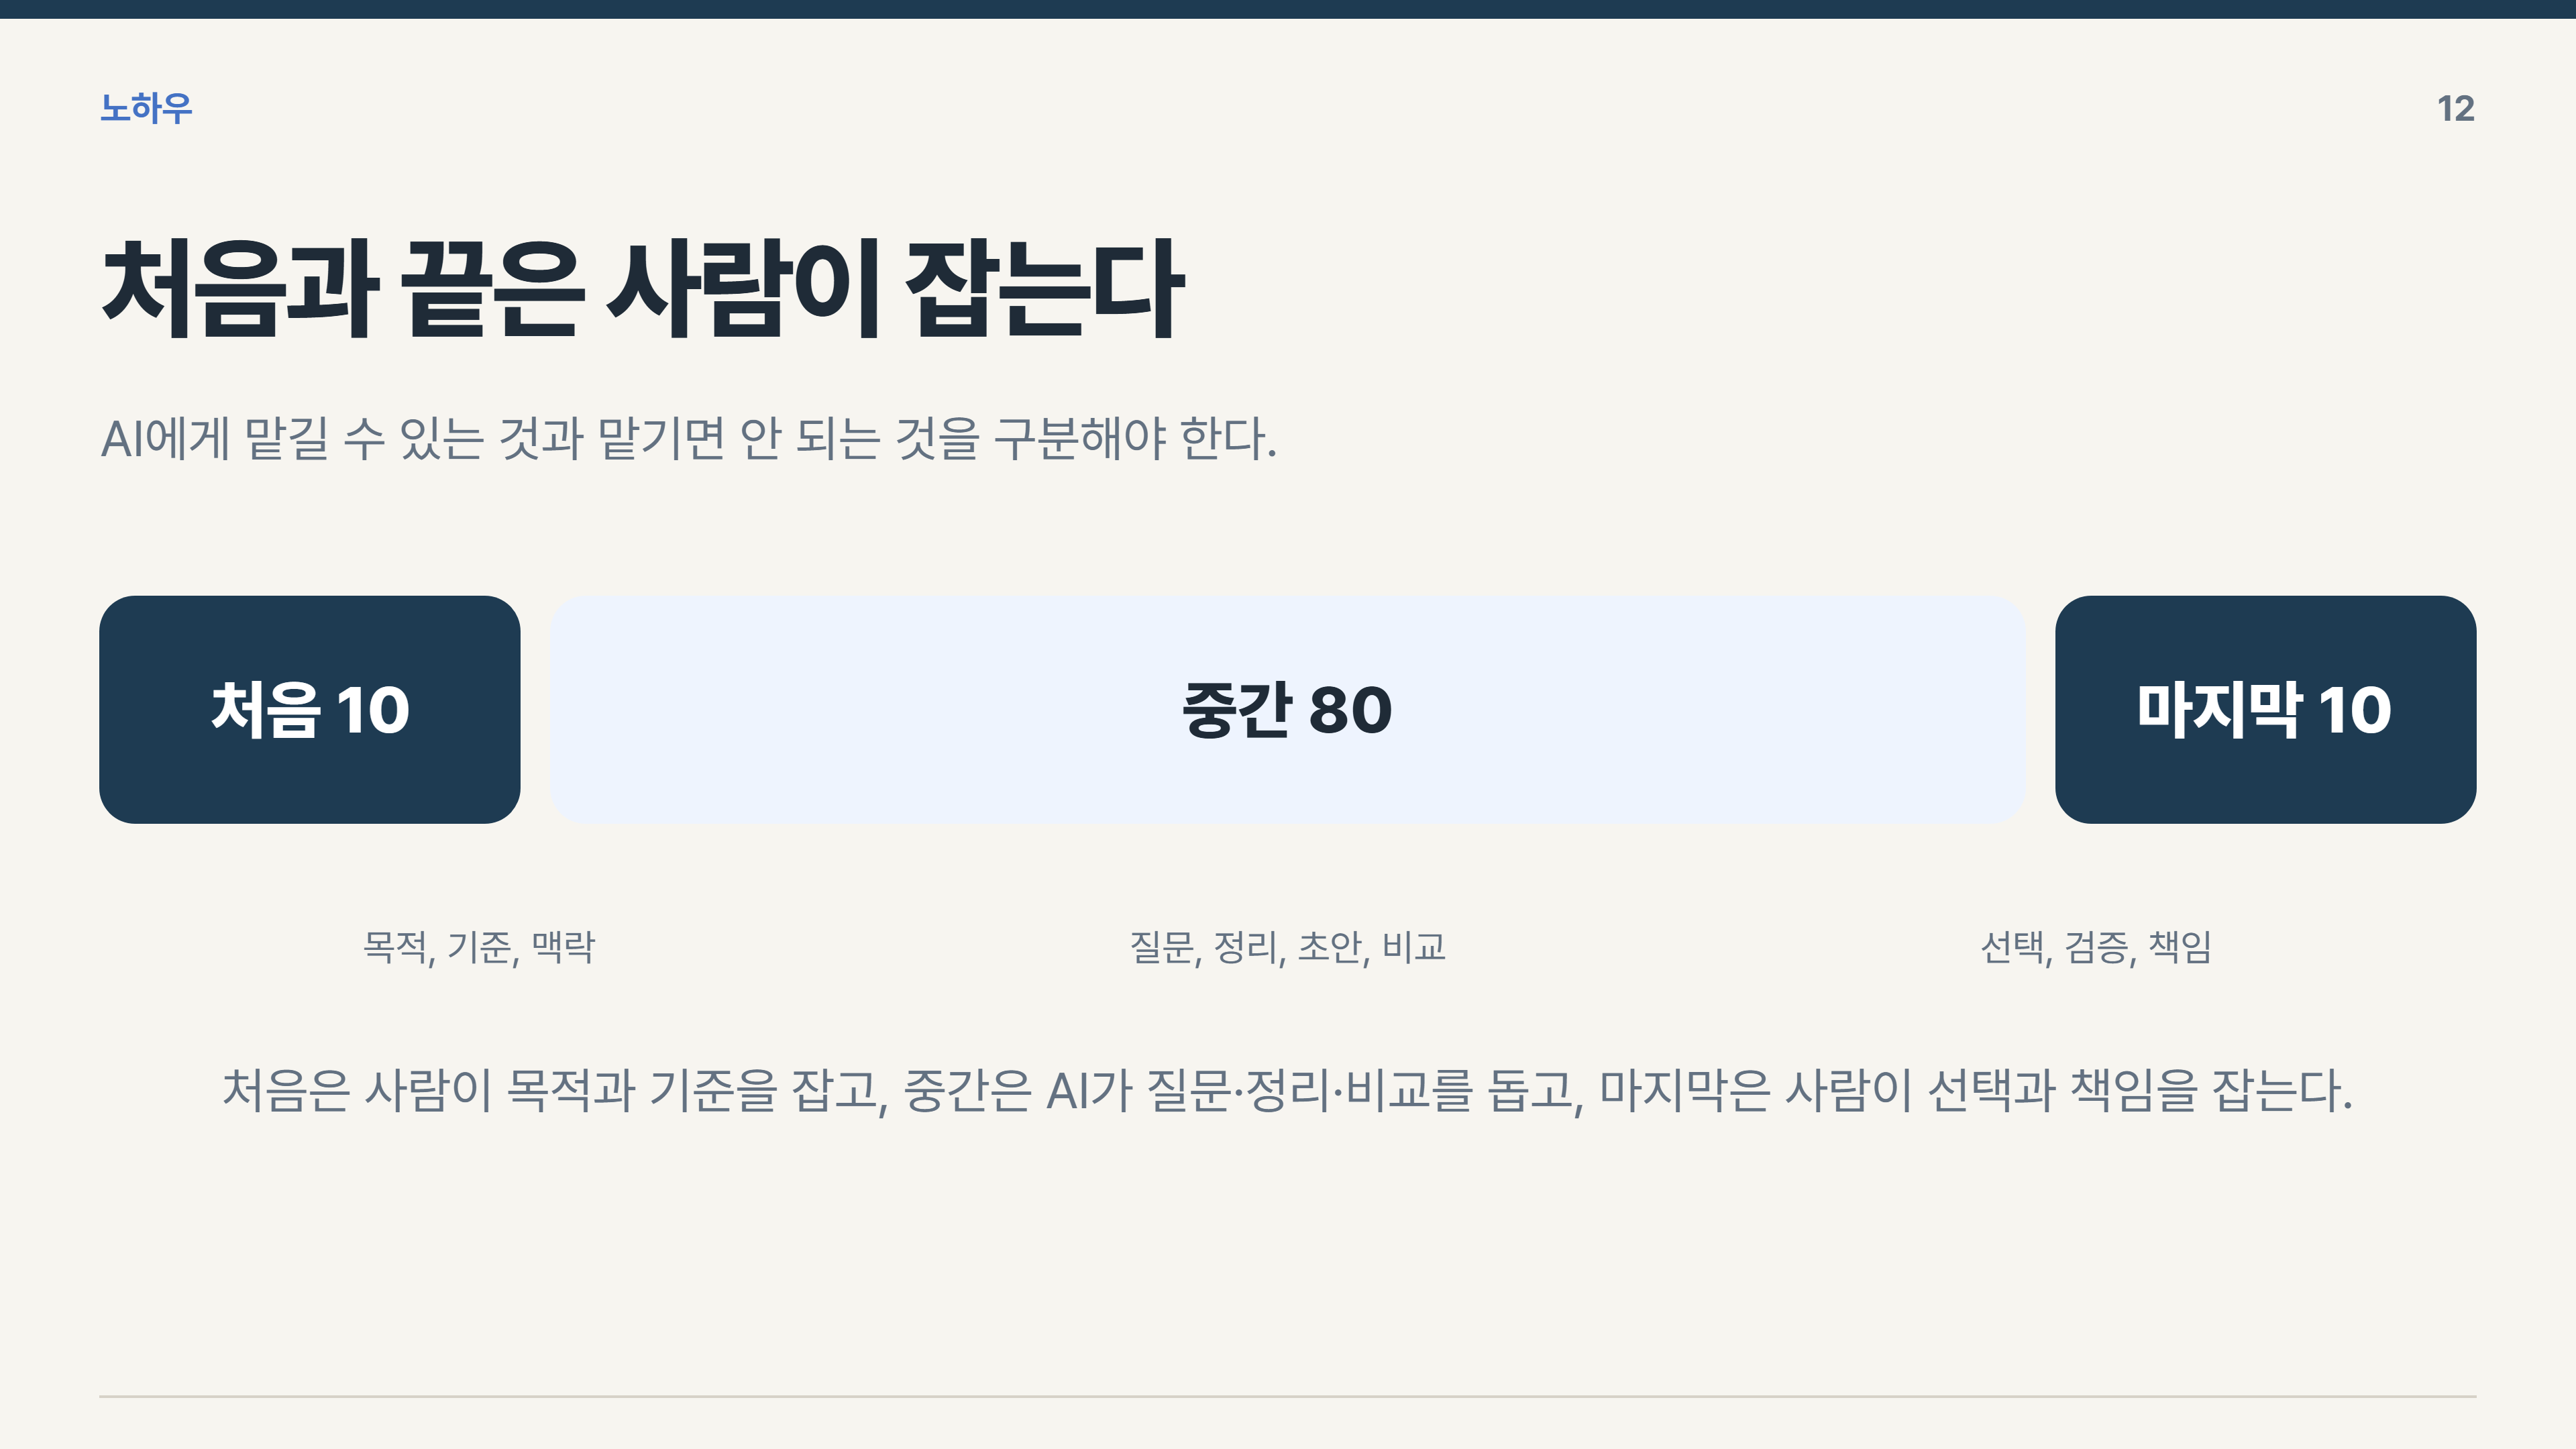 노하우
12
처음과 끝은 사람이 잡는다
AI에게 맡길 수 있는 것과 맡기면 안 되는 것을 구분해야 한다.
처음 10
중간 80
마지막 10
목적, 기준, 맥락
질문, 정리, 초안, 비교
선택, 검증, 책임
처음은 사람이 목적과 기준을 잡고, 중간은 AI가 질문·정리·비교를 돕고, 마지막은 사람이 선택과 책임을 잡는다.